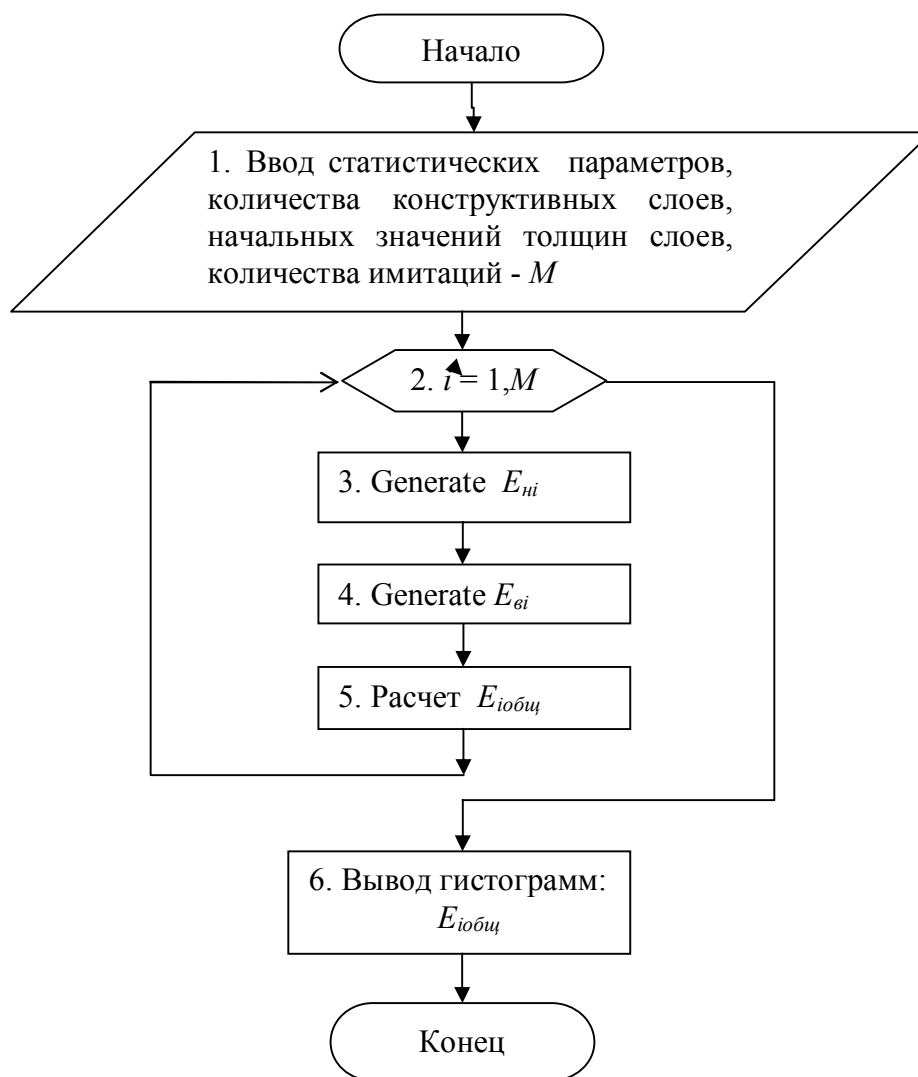 Начало
1. Ввод статистических параметров,
количества конструктивных слоев,
начальных значений толщин слоев,
количества имитаций - M
2. i = 1,M
3. Generate Eнi
4. Generate Eвi
5. Расчет Eiобщ
6. Вывод гистограмм:
Eiобщ
Конец